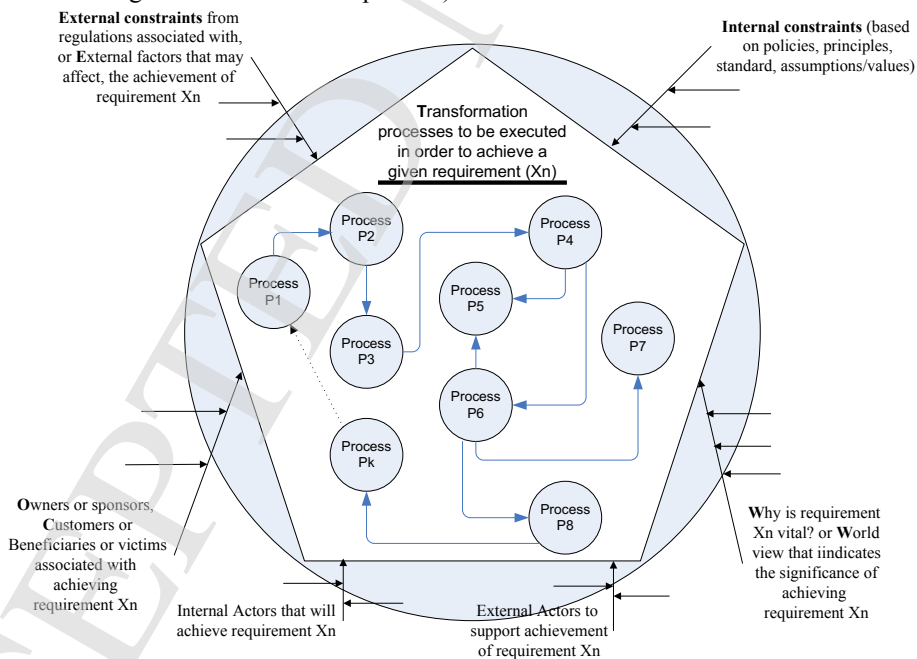 External constraints from
regulations associated with,
or External factors that may
affect, the achievement of
requirement Xn
Internal constraints (based
on policies, principles,
standard, assumptions/values)
Transformation
processes to be executed
in order to achieve a
given requirement (Xn)
Process
P2
Process
P4
Process
P1
Process
P5
Process
P3
Process
P7
Process
P6
Process
Pk
Process
P8
Owners or sponsors,
Customers or
Beneficiaries or victims
associated with
achieving
requirement Xn
Internal Actors that will
achieve requirement Xn
External Actors to
support achievement
of requirement Xn
Why is requirement
Xn vital? or World
view that iindicates
the significance of
achieving
requirement Xn